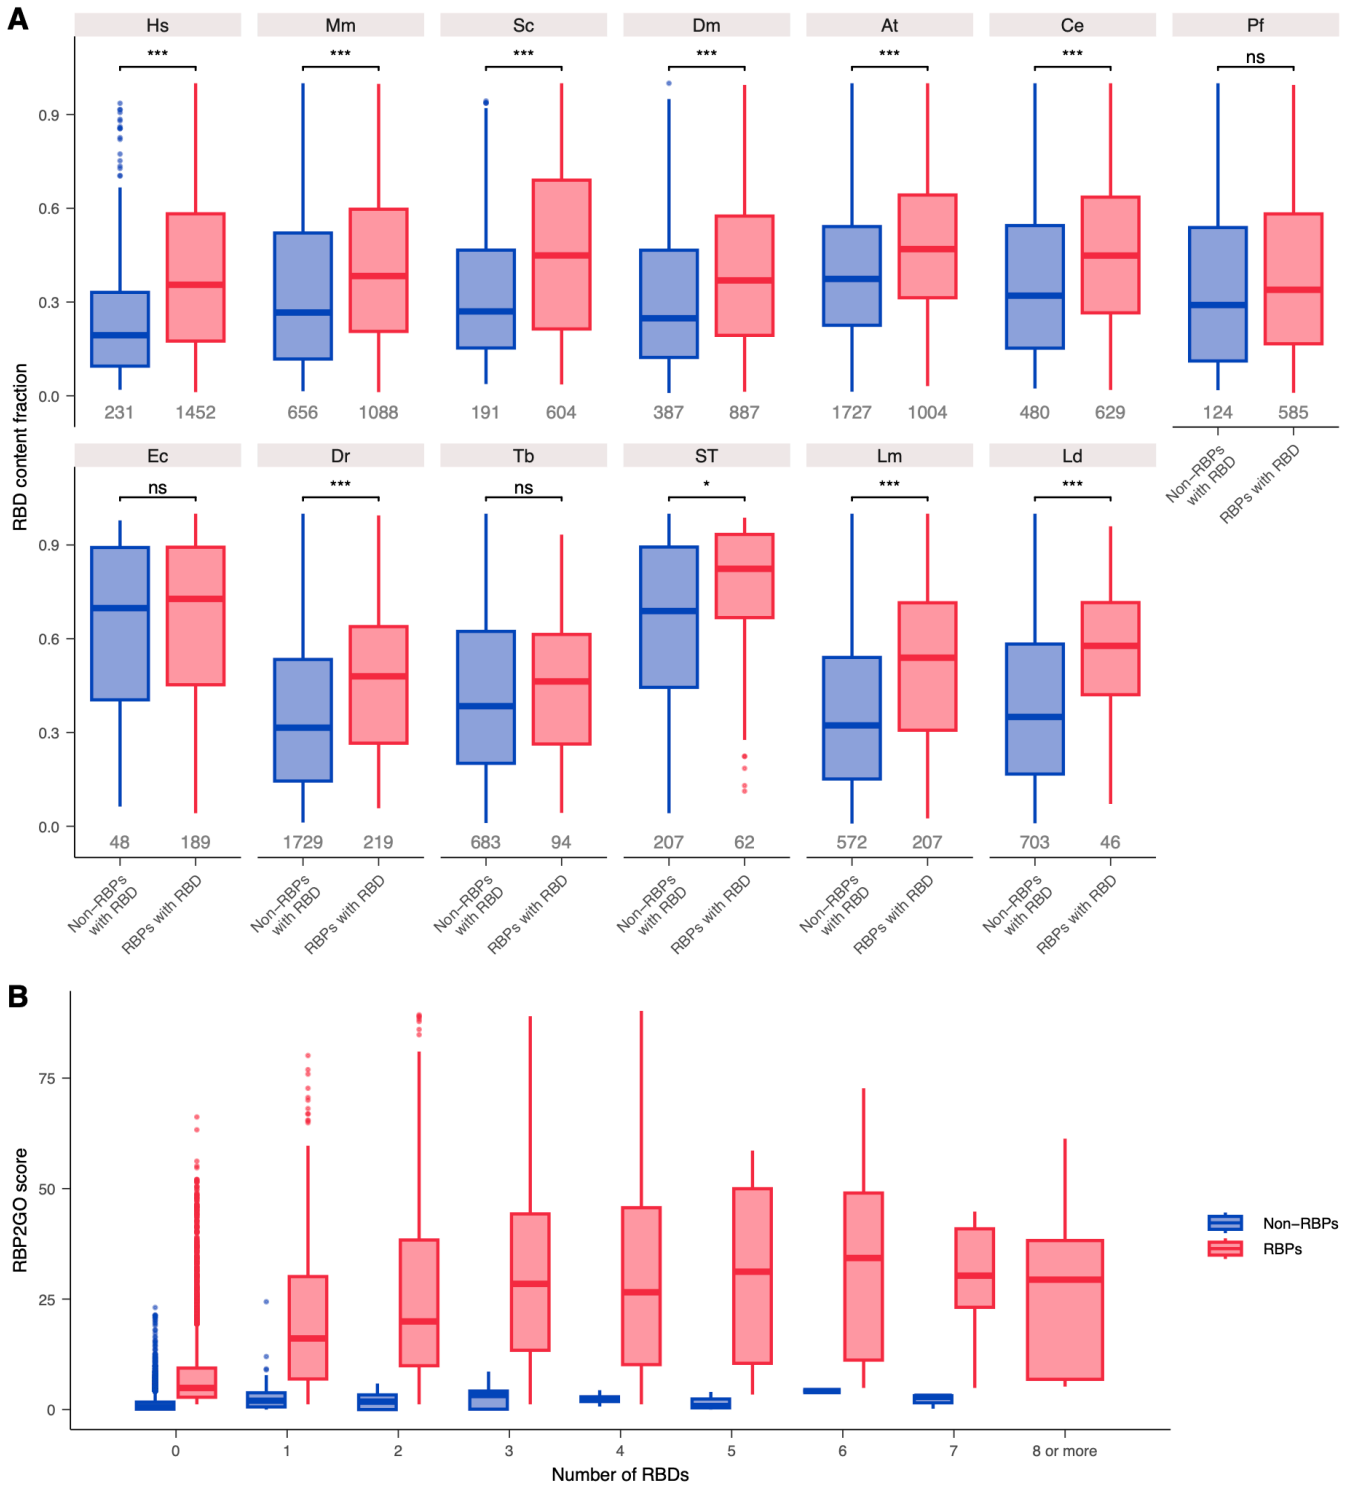 A
Hs Mm Sc Dm At Ce Pf
*** *** *** *** *** *** ns
0.9
0.6
0.3
0.0
231 1452 656 1088 191 604 387 887 1727 1004 480 629 124 585
Non–RBPs with RBD
RBPs with RBD
RBD content fraction
Ec Dr Tb ST Lm Ld
ns *** ns * *** ***
0.9
0.6
0.3
0.0
48 189 1729 219 683 94 207 62 572 207 703 46
Non–RBPs with RBD
RBPs with RBD
Non–RBPs with RBD
RBPs with RBD
Non–RBPs with RBD
RBPs with RBD
Non–RBPs with RBD
RBPs with RBD
Non–RBPs with RBD
RBPs with RBD
Non–RBPs with RBD
RBPs with RBD
B
75
50
25
0
RBP2GO score
Non–RBPs
RBPs
0 1 2 3 4 5 6 7 8 or more
Number of RBDs